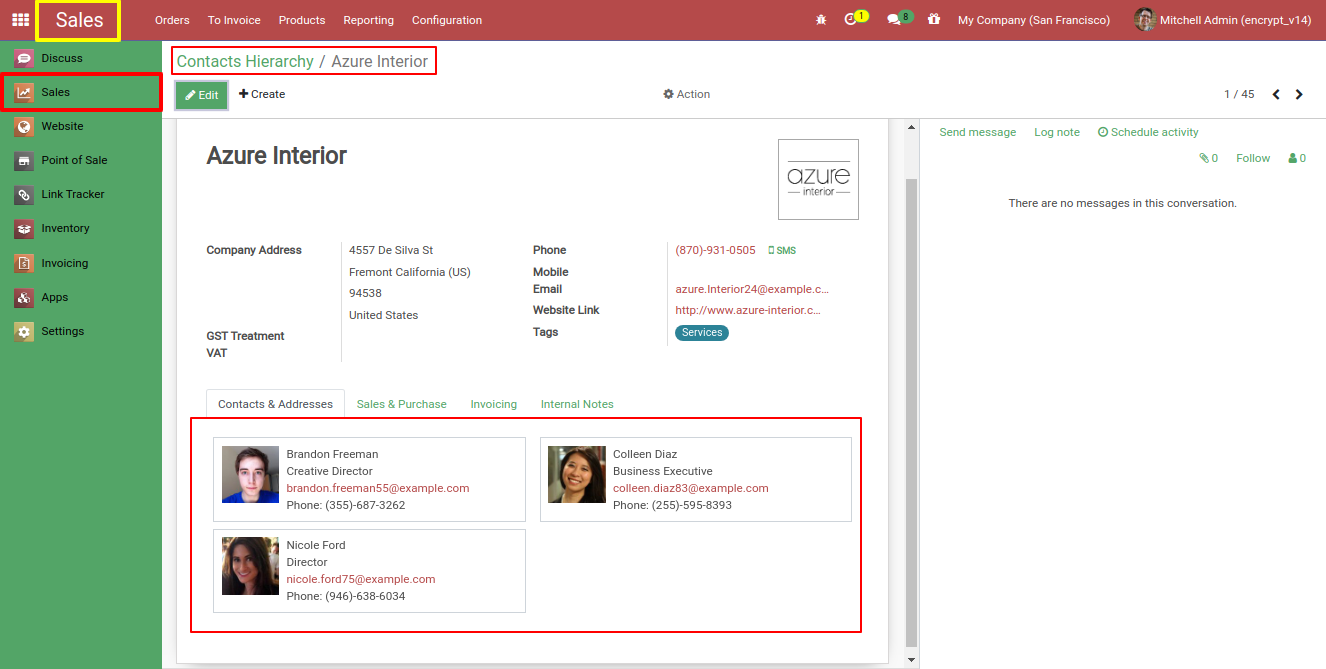 Sales Orders To Invoice Products Reporting Configuration 1 8 My Company (San Francisco) Mitchell Admin (encrypt_v14)
Discuss
Sales
Website
Point of Sale
Link Tracker
Inventory
Invoicing
Apps
Settings
Contacts Hierarchy / Azure Interior
Edit Create Action 1 / 45
Azure Interior
azure
interior
Company Address 4557 De Silva St
Fremont California (US)
94538
United States
GST Treatment
VAT
Phone (870)-931-0505 SMS
Mobile
Email azure.Interior24@example.c...
Website Link http://www.azure-interior.c...
Tags Services
Contacts & Addresses Sales & Purchase Invoicing Internal Notes
Brandon Freeman
Creative Director
brandon.freeman55@example.com
Phone: (355)-687-3262
Colleen Diaz
Business Executive
colleen.diaz83@example.com
Phone: (255)-595-8393
Nicole Ford
Director
nicole.ford75@example.com
Phone: (946)-638-6034
Send message Log note Schedule activity
0 Follow 0
There are no messages in this conversation.